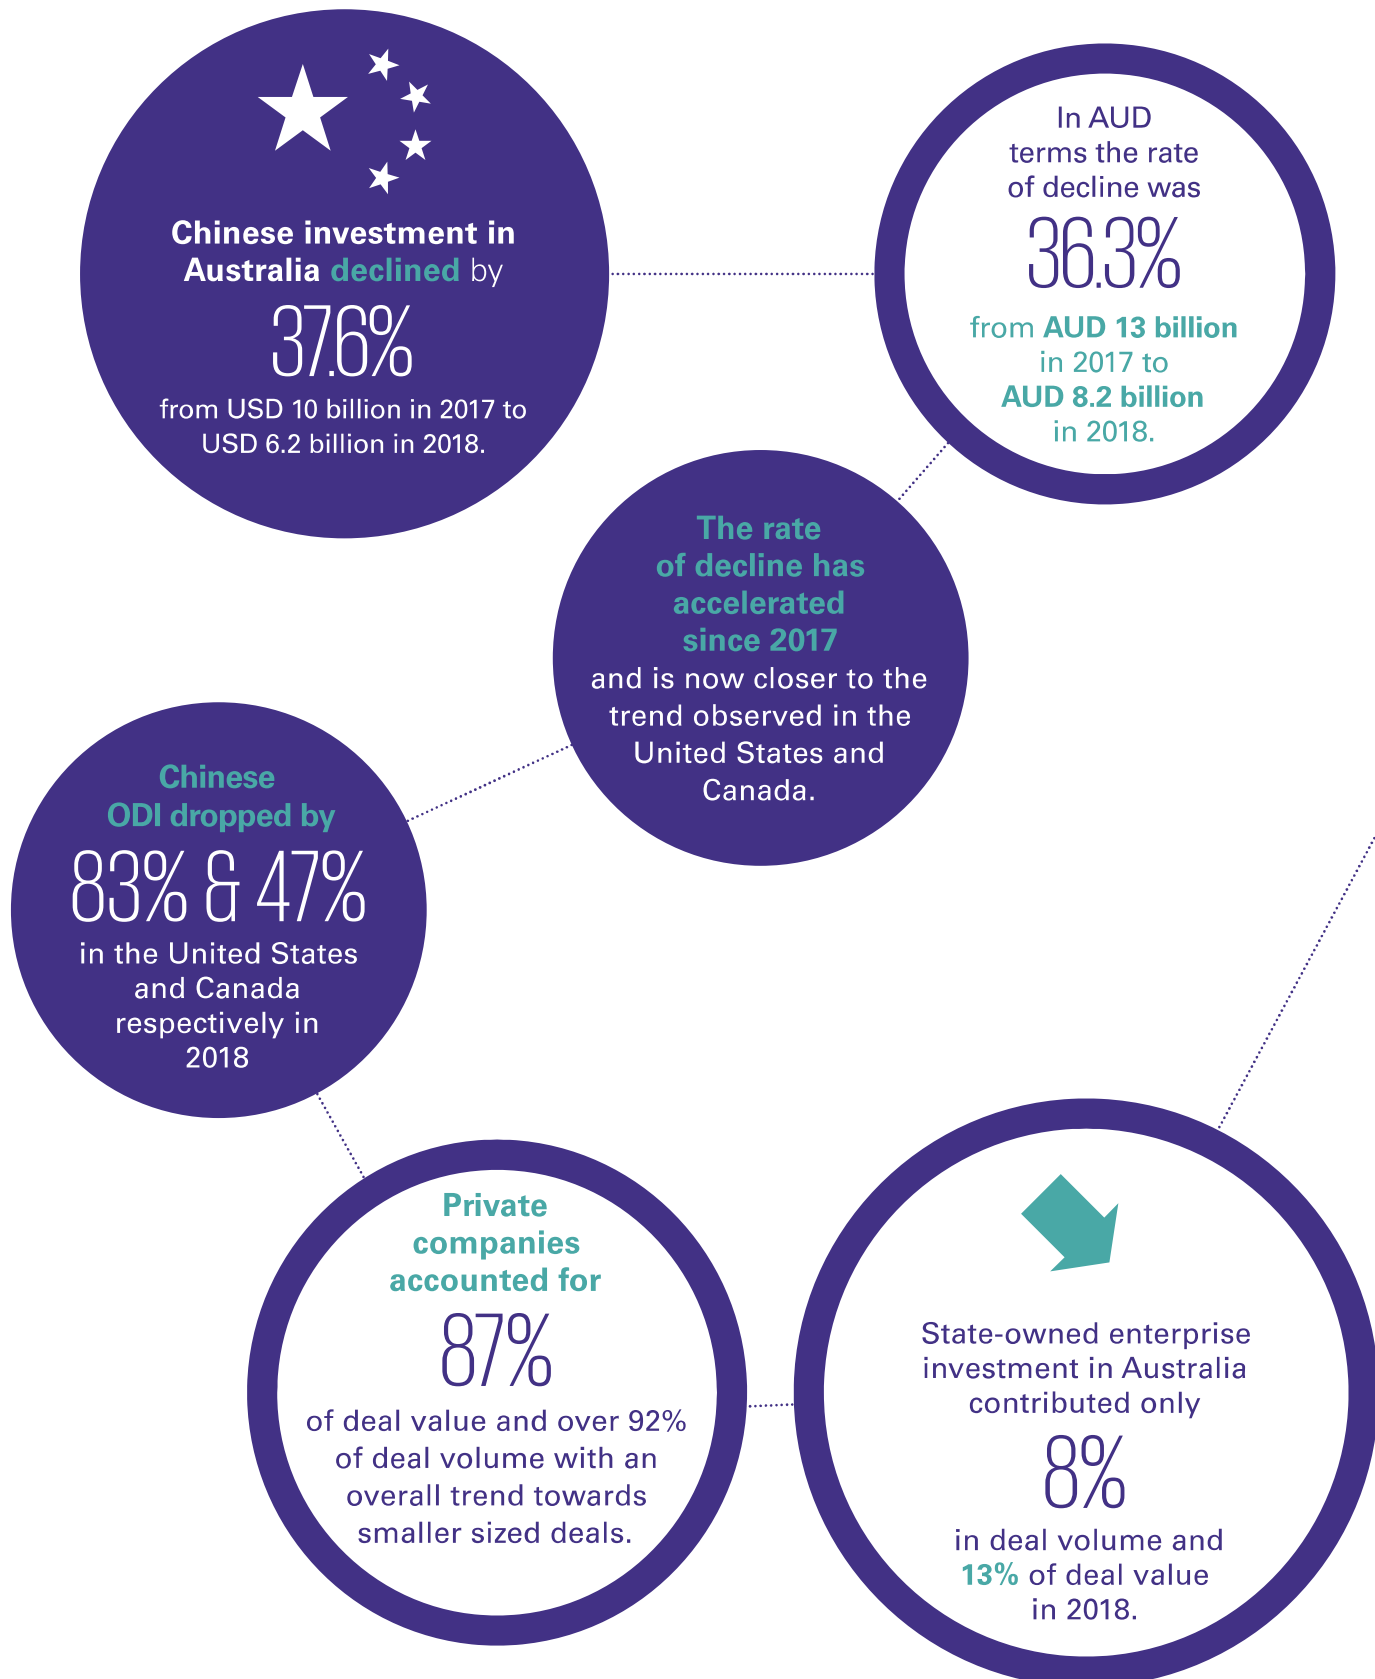 Chinese investment in
Australia declined by
37.6%
from USD 10 billion in 2017 to
USD 6.2 billion in 2018.
In AUD
terms the rate
of decline was
36.3%
from AUD 13 billion
in 2017 to
AUD 8.2 billion
in 2018.
The rate
of decline has
accelerated
since 2017
and is now closer to the
trend observed in the
United States and
Canada.
Chinese
ODI dropped by
83% & 47%
in the United States
and Canada
respectively in
2018
Private
companies
accounted for
87%
of deal value and over 92%
of deal volume with an
overall trend towards
smaller sized deals.
State-owned enterprise
investment in Australia
contributed only
8%
in deal volume and
13% of deal value
in 2018.